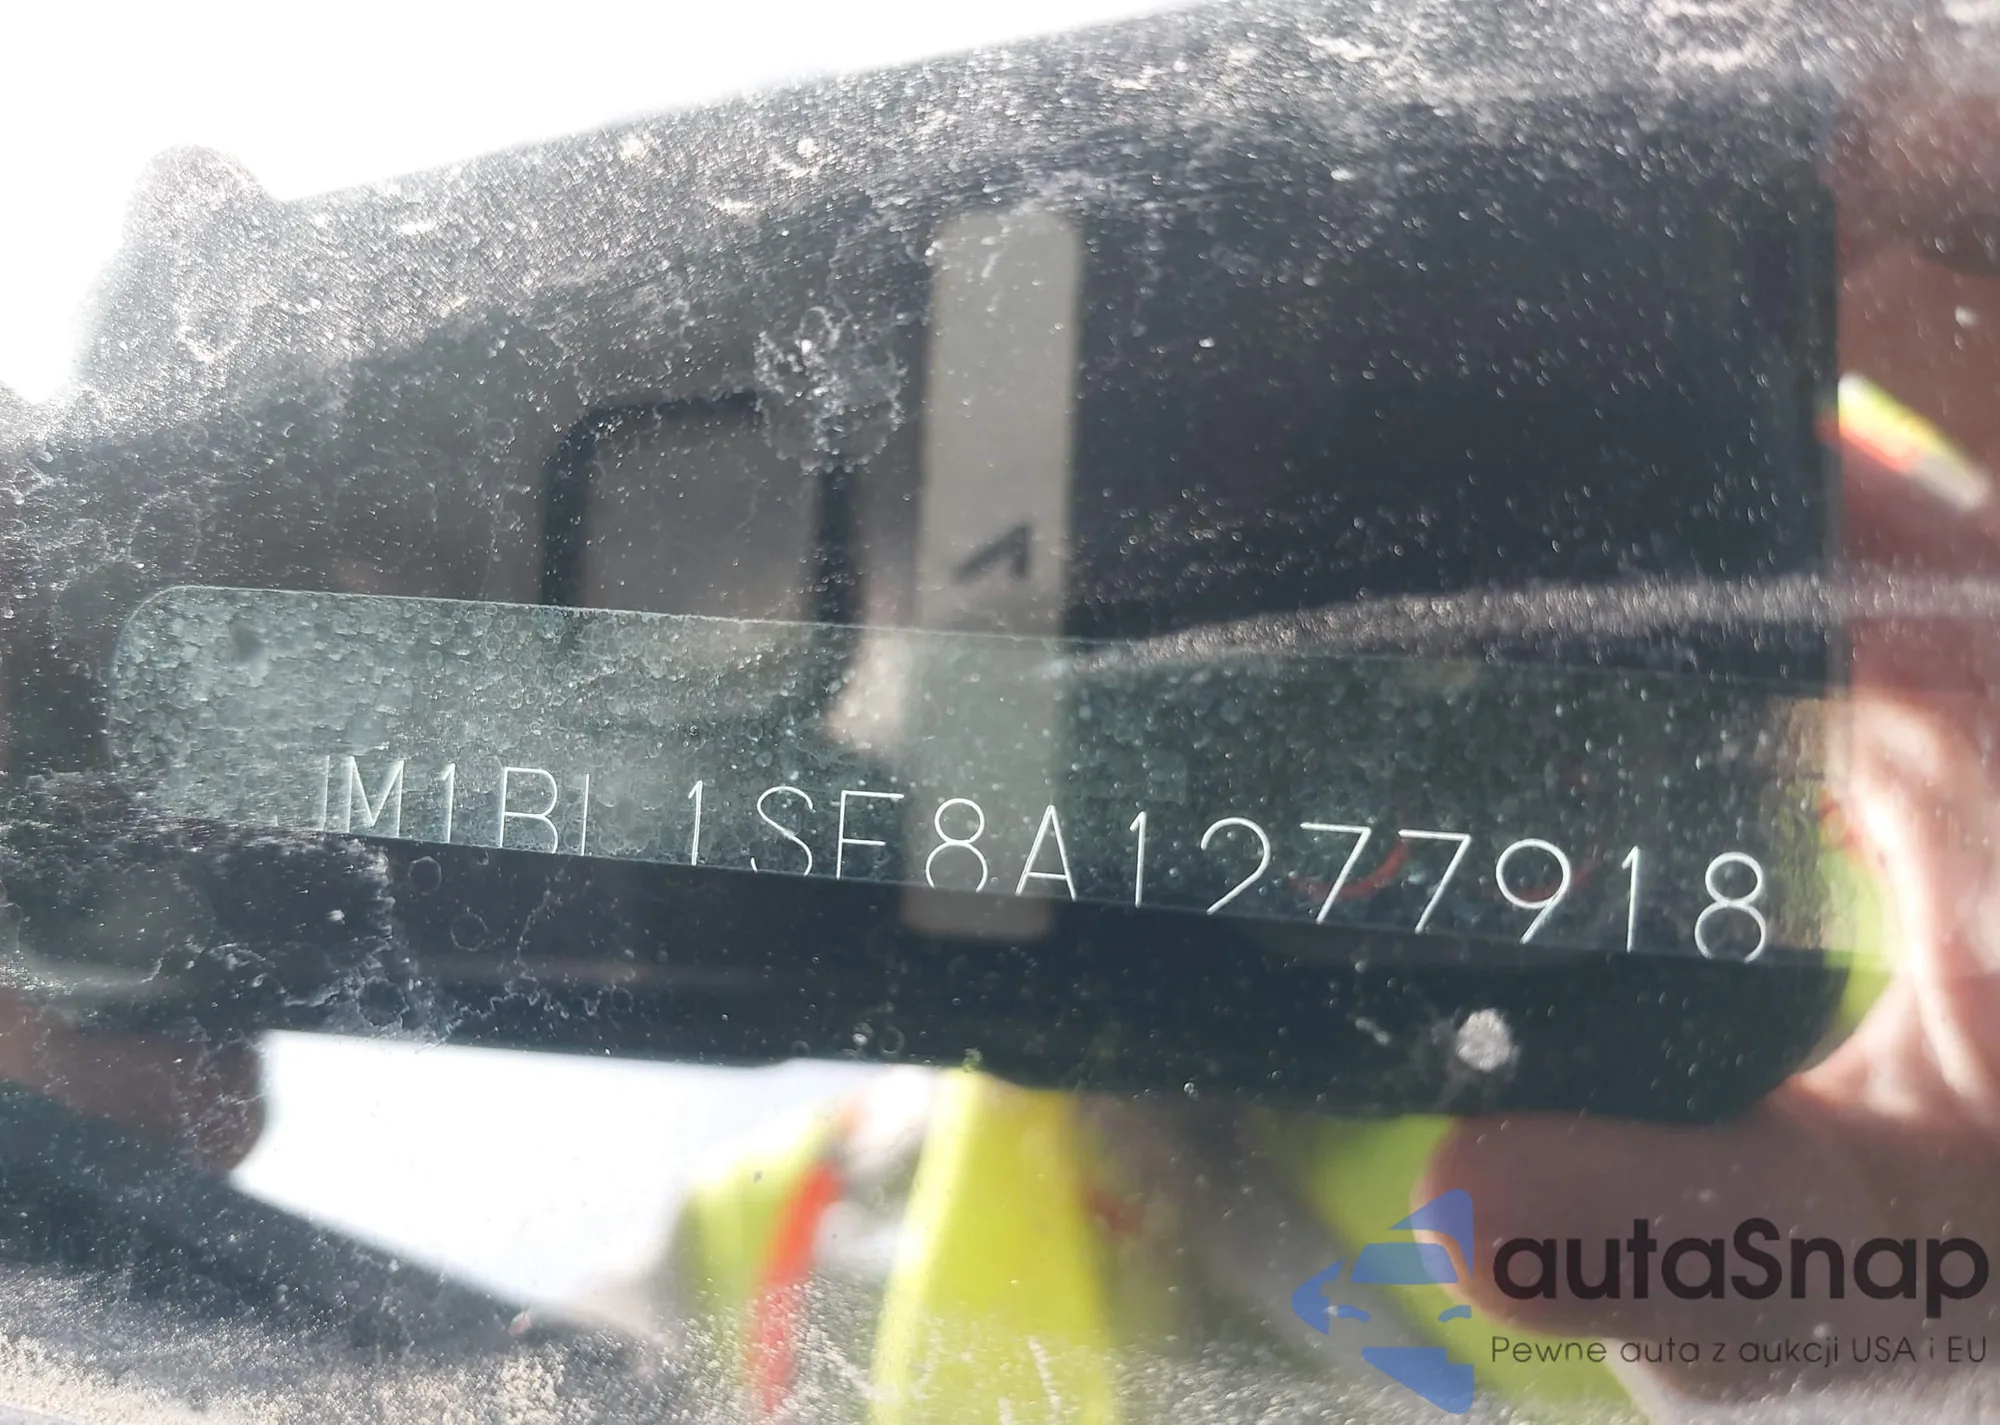 JM1BL1SF8A1277918
autaSnap
Pewne auta z aukcji USA i EU